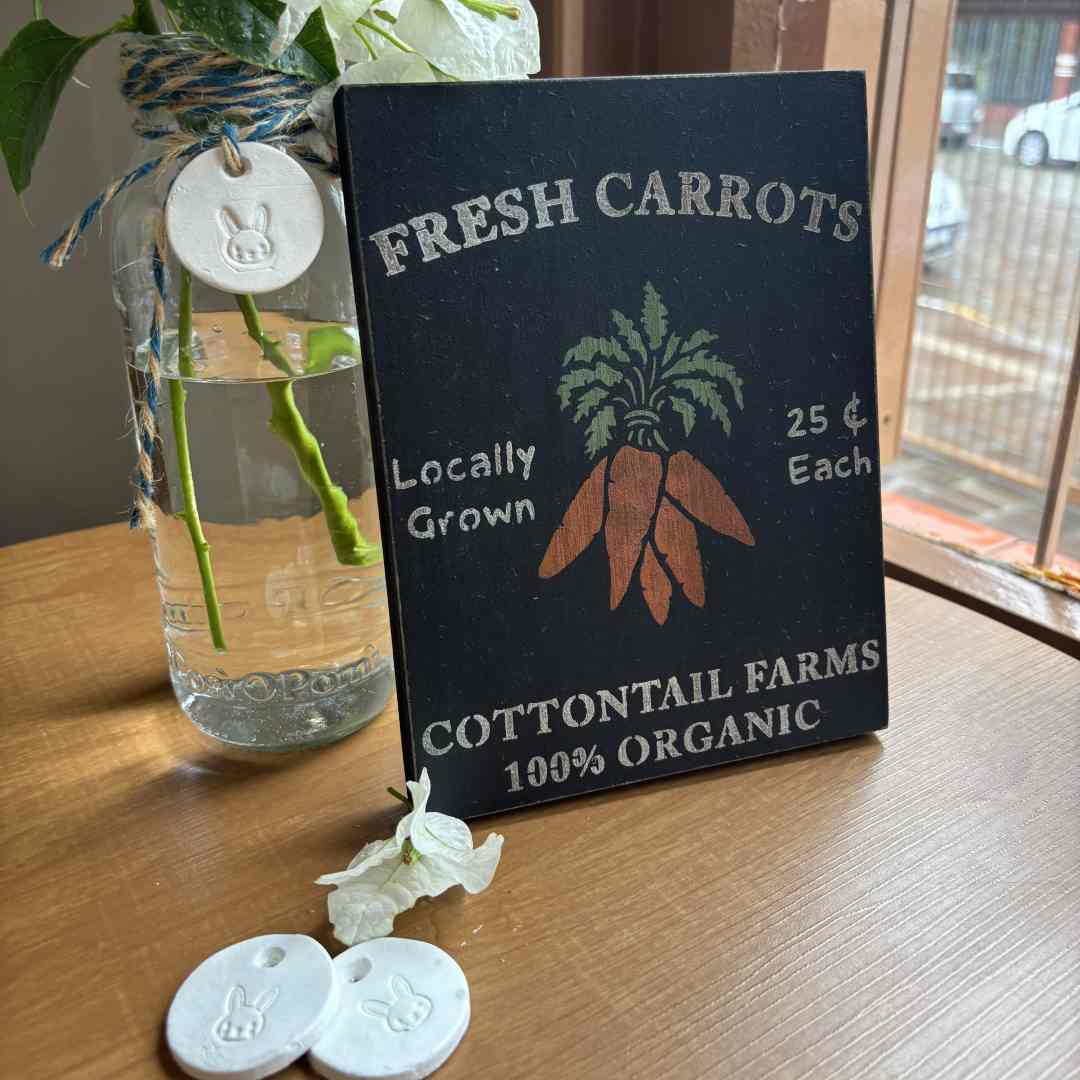 FRESH CARROTS
Locally
Grown
25 ¢
Each
COTTONTAIL FARMS
100% ORGANIC